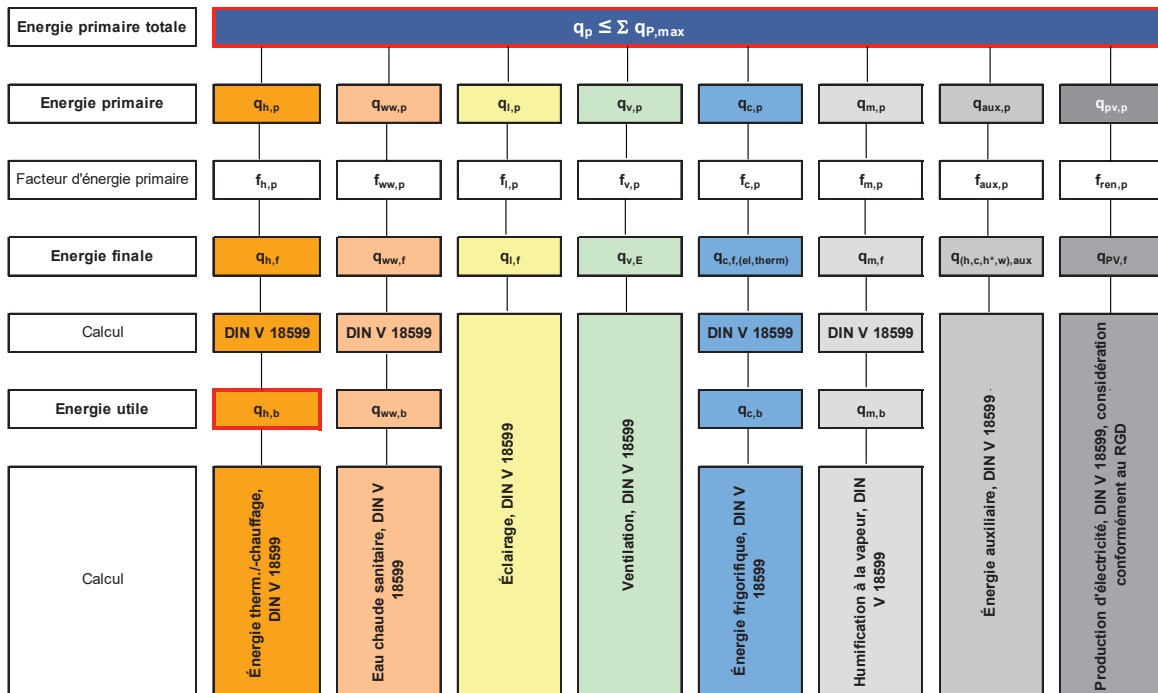 Energie primaire totale
qp ≤ Σ qP,max
Energie primaire
qh,p
qww,p
ql,p
qv,p
qc,p
qm,p
qaux,p
qpv,p
Facteur d'énergie primaire
fh,p
fww,p
fl,p
fv,p
fc,p
fm,p
faux,p
fren,p
Energie finale
qh,f
qww,f
ql,f
qv,E
qc,f,(el,therm)
qm,f
q(h,c,h*,w),aux
qPV,f
Calcul
DIN V 18599
DIN V 18599
DIN V 18599
DIN V 18599
Energie utile
qh,b
qww,b
qc,b
qm,b
Calcul
Énergie therm./-chauffage,
DIN V 18599
Eau chaude sanitaire, DIN V
18599
Éclairage, DIN V 18599
Ventilation, DIN V 18599
Énergie frigorifique, DIN V
18599
Humification à la vapeur, DIN
V 18599
Énergie auxiliaire, DIN V 18599
Production d'électricité, DIN V 18599, considération
conformément au RGD